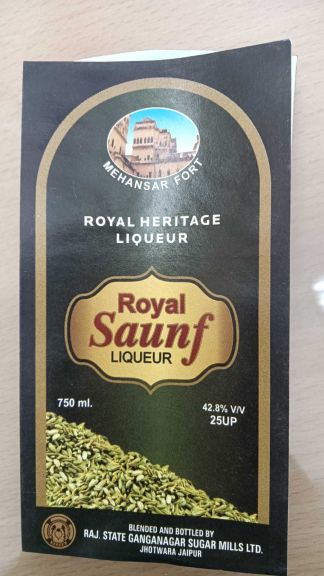 MEHANSAR FORT
ROYAL HERITAGE
LIQUEUR
Royal
Saunf
LIQUEUR
750 ml.
42.8% V/V
25UP
BLENDED AND BOTTLED BY
RAJ. STATE GANGANAGAR SUGAR MILLS LTD.
JHOTWARA JAIPUR